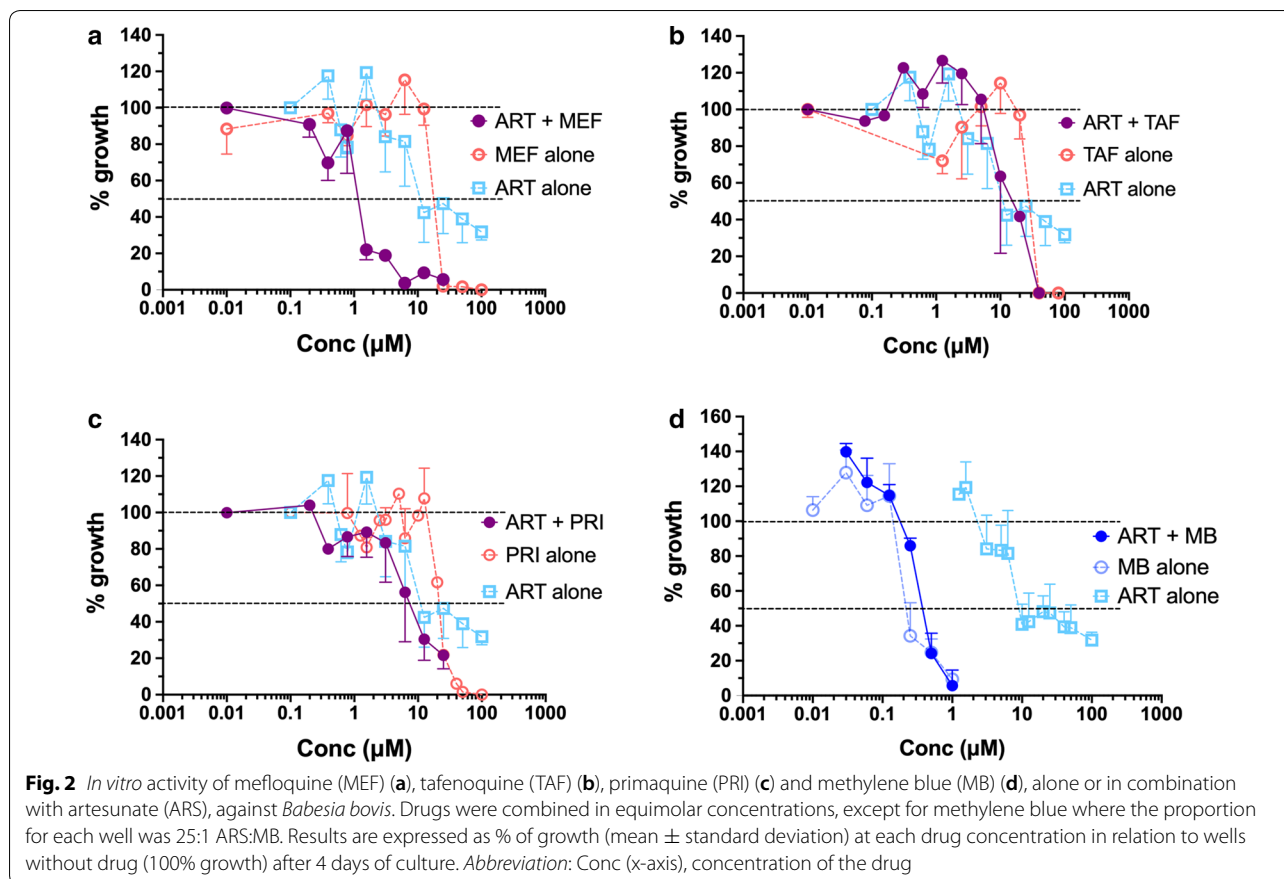 a
140
120
100
80
60
40
20
0
% growth
ART + MEF
MEF alone
ART alone
0.001 0.01 0.1 1 10 100 1000
Conc (µM)
b
140
120
100
80
60
40
20
0
% growth
ART + TAF
TAF alone
ART alone
0.001 0.01 0.1 1 10 100 1000
Conc (µM)
c
140
120
100
80
60
40
20
0
% growth
ART + PRI
PRI alone
ART alone
0.001 0.01 0.1 1 10 100 1000
Conc (µM)
d
160
140
120
100
80
60
40
20
0
% growth
ART + MB
MB alone
ART alone
0.001 0.01 0.1 1 10 100 1000
Conc (µM)
Fig. 2 In vitro activity of mefloquine (MEF) (a), tafenoquine (TAF) (b), primaquine (PRI) (c) and methylene blue (MB) (d), alone or in combination
with artesunate (ARS), against Babesia bovis. Drugs were combined in equimolar concentrations, except for methylene blue where the proportion
for each well was 25:1 ARS:MB. Results are expressed as % of growth (mean ± standard deviation) at each drug concentration in relation to wells
without drug (100% growth) after 4 days of culture. Abbreviation: Conc (x-axis), concentration of the drug